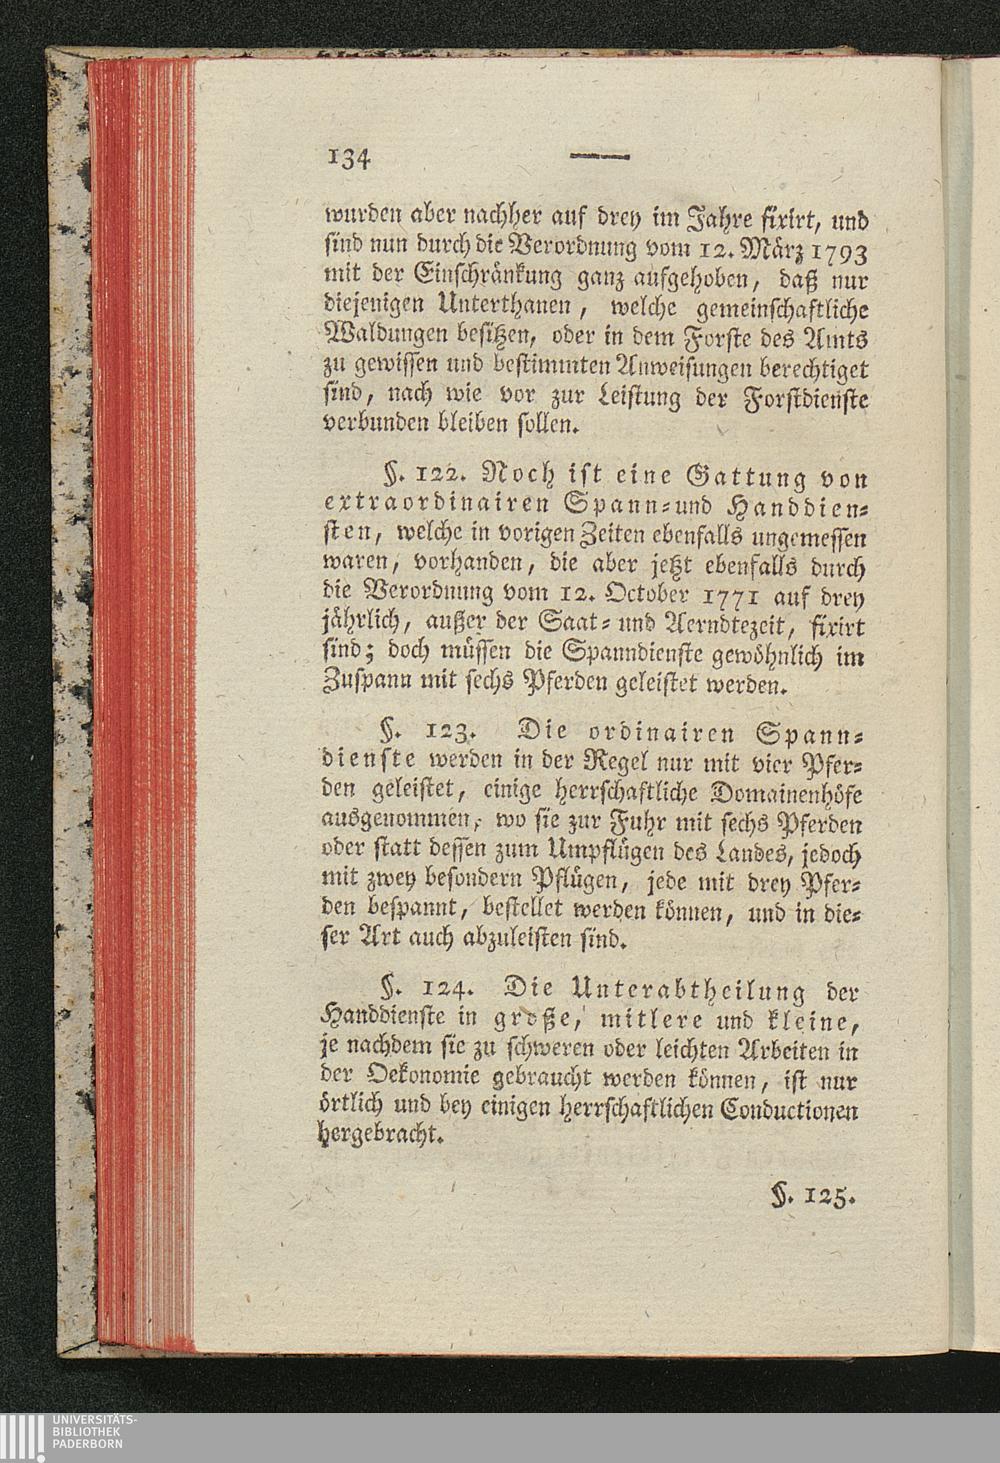 134
wurden aber nachher auf drey im Jahre fixirt, und
sind nun durch die Verordnung vom 12. März 1793
mit der Einschränkung ganz aufgehoben, daß nur
diejenigen Unterthanen, welche gemeinschaftliche
Waldungen besitzen, oder in dem Forste des Amts
zu gewissen und bestimmten Anweisungen berechtiget
sind, nach wie vor zur Leistung der Forstdienste
verbunden bleiben sollen.
§. 122. Noch ist eine Gattung von
extraordinairen Spann- und Handdien-
sten, welche in vorigen Zeiten ebenfalls ungemessen
waren, vorhanden, die aber jetzt ebenfalls durch
die Verordnung vom 12. October 1771 auf drey
jährlich, außer der Saat- und Aerndtezeit, fixirt
sind; doch müssen die Spanndienste gewöhnlich im
Zuspann mit sechs Pferden geleistet werden.
§. 123. Die ordinairen Spann-
dienste werden in der Regel nur mit vier Pfer-
den geleistet, einige herrschaftliche Domainenhöfe
ausgenommen, wo sie zur Fuhr mit sechs Pferden
oder statt dessen zum Umpflügen des Landes, jedoch
mit zwey besondern Pflügen, jede mit drey Pfer-
den bespannt, bestellet werden können, und in die-
ser Art auch abzuleisten sind.
§. 124. Die Unterabtheilung der
Handdienste in große, mitlere und kleine,
je nachdem sie zu schweren oder leichten Arbeiten in
der Oekonomie gebraucht werden können, ist nur
örtlich und bey einigen herrschaftlichen Conductionen
hergebracht.
§. 125.
UNIVERSITÄTS-
BIBLIOTHEK
PADERBORN